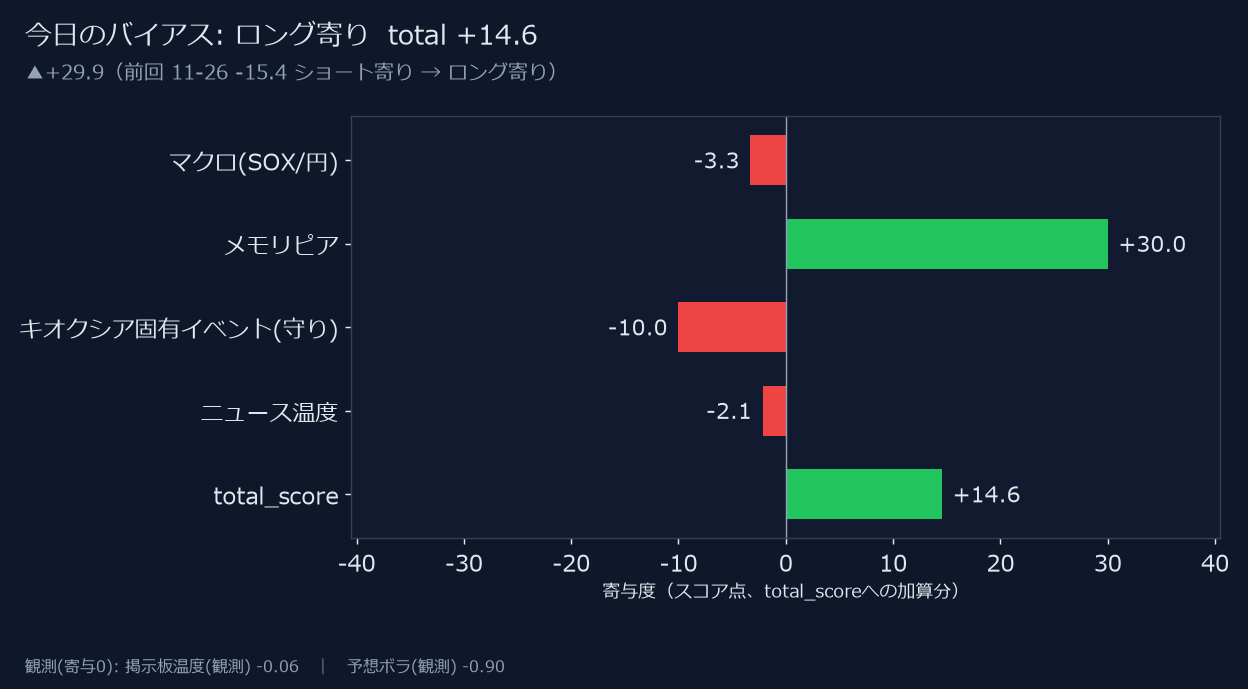 今日のバイアス: ロング寄り total +14.6
▲+29.9（前回 11-26 -15.4 ショート寄り → ロング寄り）
マクロ(SOX/円) -3.3
メモリピア +30.0
キオクシア固有イベント(守り) -10.0
ニュース温度 -2.1
total_score +14.6
-40 -30 -20 -10 0 10 20 30 40
寄与度（スコア点、total_scoreへの加算分）
観測(寄与0): 掲示板温度(観測) -0.06 | 予想ボラ(観測) -0.90